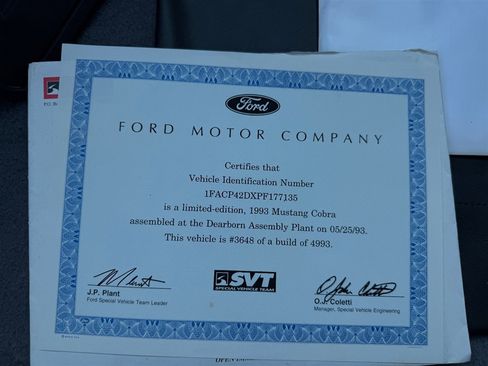 Ford
FORD MOTOR COMPANY
Certifies that
Vehicle Identification Number
1FACP42DXPF177135
is a limited-edition, 1993 Mustang Cobra
assembled at the Dearborn Assembly Plant on 05/25/93.
This vehicle is #3648 of a build of 4993.
SVT
SPECIAL VEHICLE TEAM
J.P. Plant
Ford Special Vehicle Team Leader
O.J. Coletti
Manager, Special Vehicle Engineering